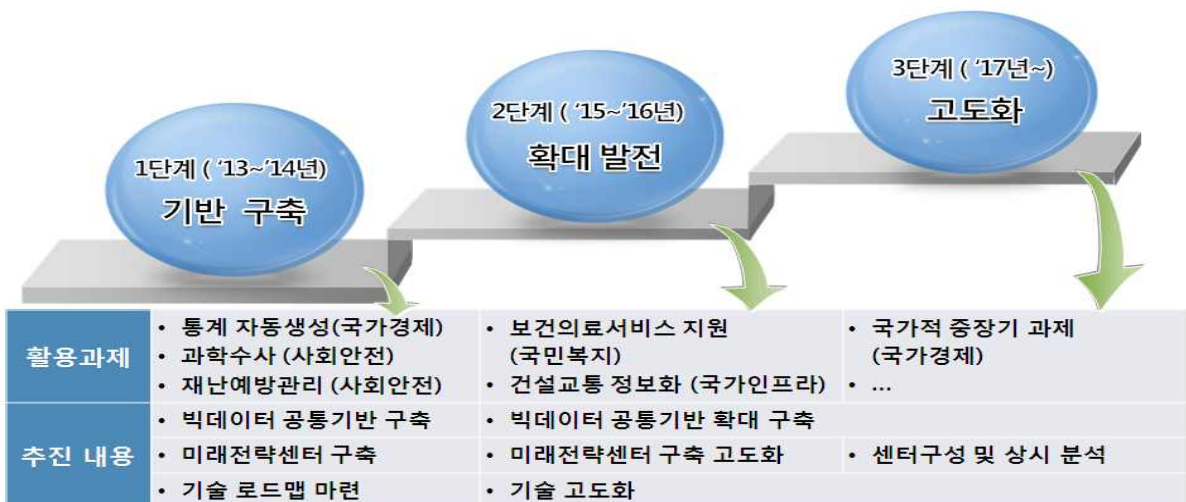 1단계 ( '13~'14년)
기반 구축
2단계 ( '15~'16년)
확대 발전
3단계 ( '17년~)
고도화
활용과제
• 통계 자동생성(국가경제)
• 과학수사 (사회안전)
• 재난예방관리 (사회안전)
• 보건의료서비스 지원
(국민복지)
• 건설교통 정보화 (국가인프라)
• 국가적 중장기 과제
(국가경제)
• ...
추진 내용
• 빅데이터 공통기반 구축
• 빅데이터 공통기반 확대 구축
• 미래전략센터 구축
• 미래전략센터 구축 고도화
• 센터구성 및 상시 분석
• 기술 로드맵 마련
• 기술 고도화